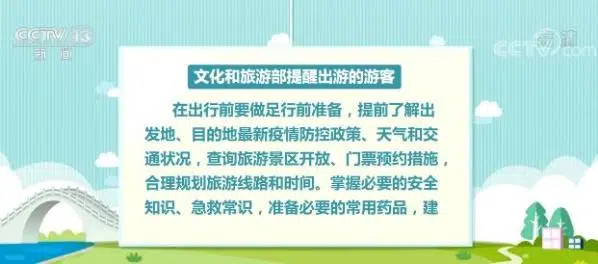 CCTV 13
新闻
央视网
CCTV.com
文化和旅游部提醒出游的游客
在出行前要做足行前准备，提前了解出
发地、目的地最新疫情防控政策、天气和交
通状况，查询旅游景区开放、门票预约措施，
合理规划旅游线路和时间。掌握必要的安全
知识、急救常识，准备必要的常用药品，建